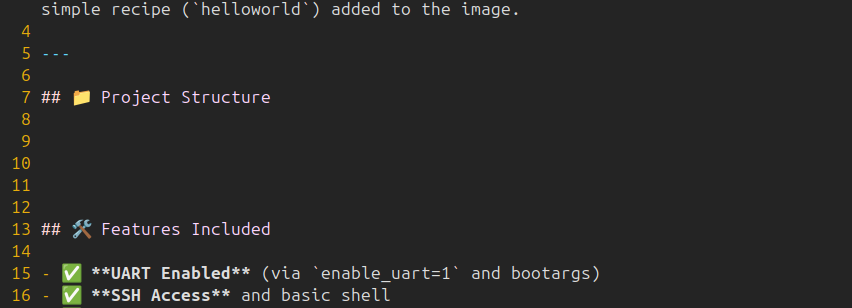 simple recipe (`helloworld`) added to the image.
4
5 ---
6
7 ## 📁 Project Structure
8
9
10
11
12
13 ## 🛠️ Features Included
14
15 - ✅ **UART Enabled** (via `enable_uart=1` and bootargs)
16 - ✅ **SSH Access** and basic shell